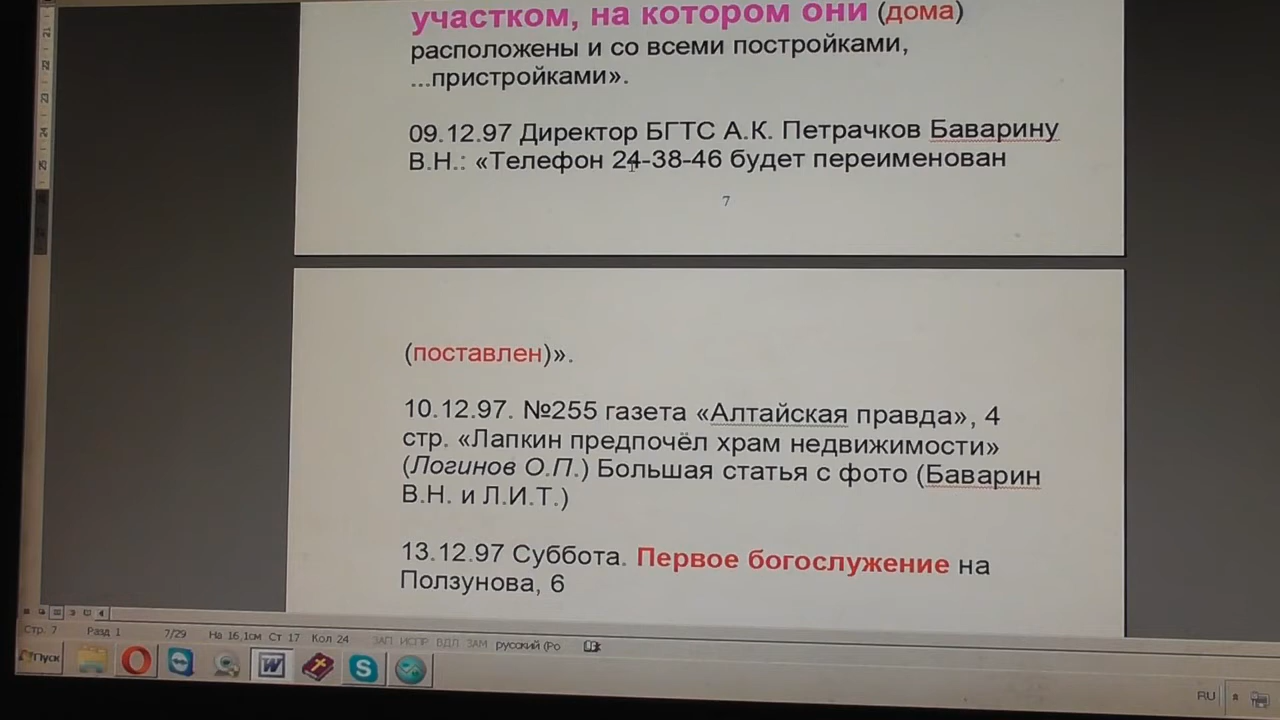 участком, на котором они (дома)
расположены и со всеми постройками,
...пристройками».
09.12.97 Директор БГТС А.К. Петрачков Баварину
В.Н.: «Телефон 24-38-46 будет переименован
7
(поставлен)».
10.12.97. №255 газета «Алтайская правда», 4
стр. «Лапкин предпочёл храм недвижимости»
(Логинов О.П.) Большая статья с фото (Баварин
В.Н. и Л.И.Т.)
13.12.97 Суббота. Первое богослужение на
Ползунова, 6
Стр. 7 Разд 1 7/29 На 16,1см Ст 17 Кол 24 ЗАП ИСПР ВДЛ ЗАМ русский (Ро
Пуск
RU